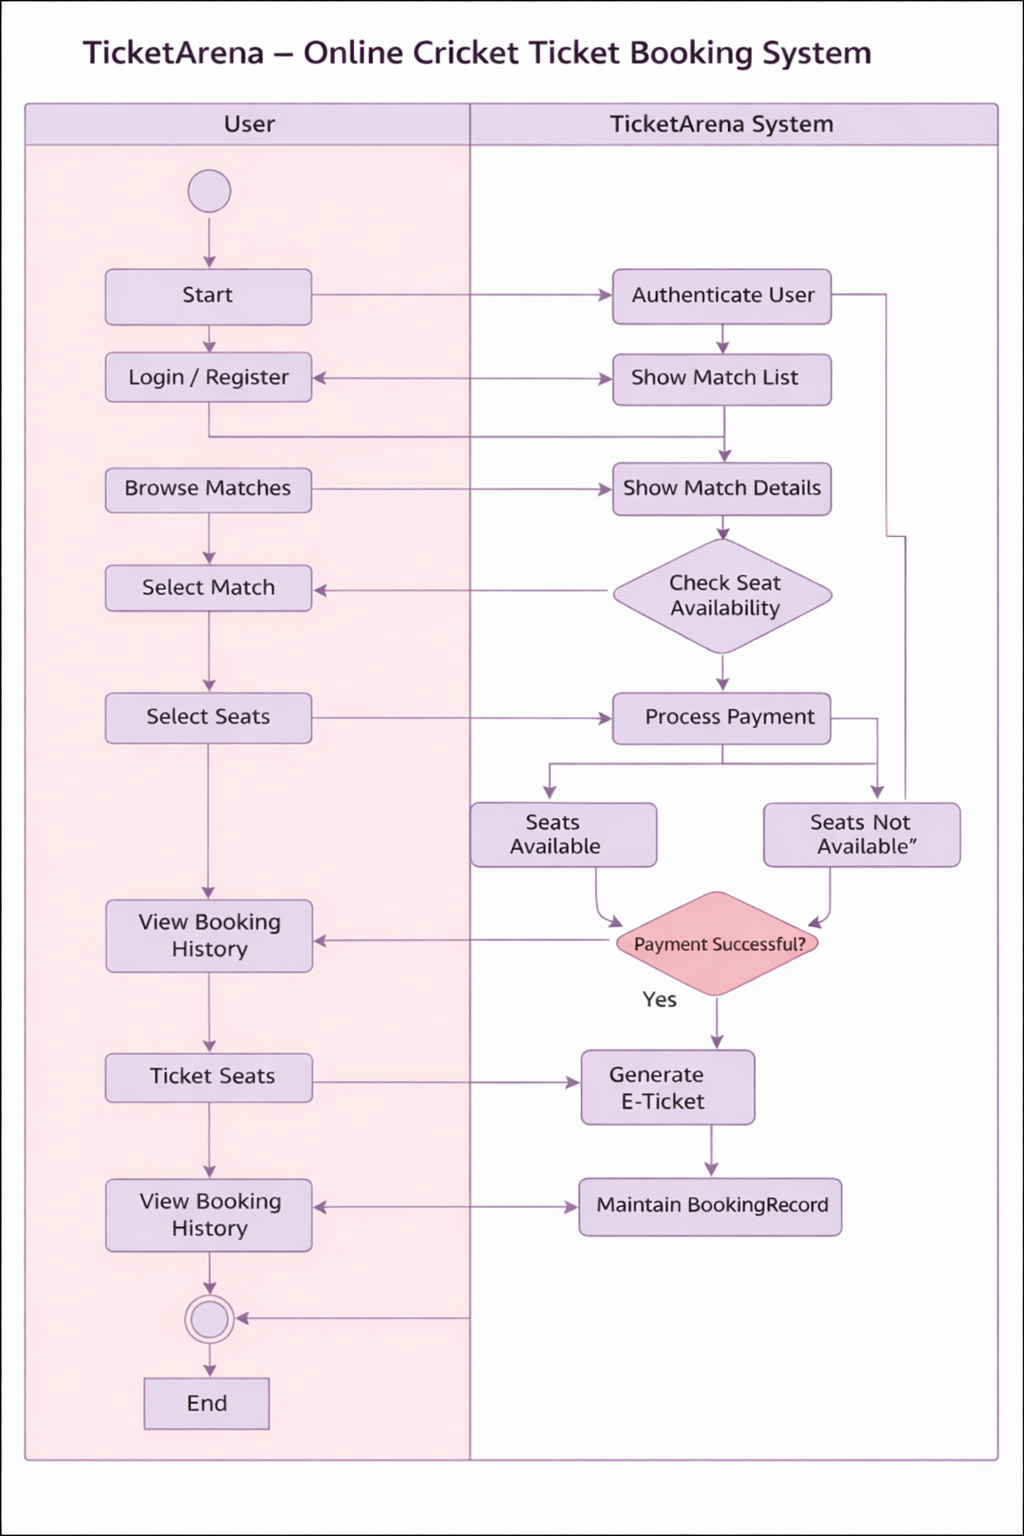 TicketArena – Online Cricket Ticket Booking System
User
TicketArena System
Start
Authenticate User
Login / Register
Show Match List
Browse Matches
Show Match Details
Select Match
Check Seat
Availability
Select Seats
Process Payment
Seats
Available
Seats Not
Available”
View Booking
History
Payment Successful?
Yes
Ticket Seats
Generate
E-Ticket
View Booking
History
Maintain BookingRecord
End